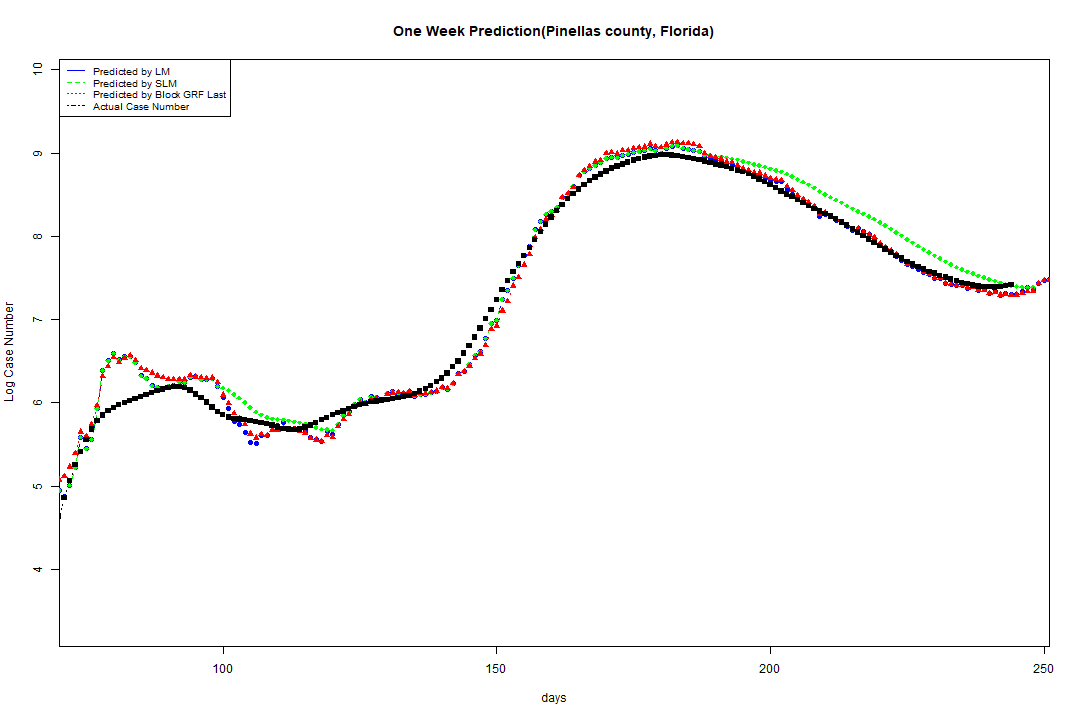 One Week Prediction(Pinellas county, Florida)
Predicted by LM
Predicted by SLM
Predicted by Block GRF Last
Actual Case Number
10
9
8
7
6
5
4
Log Case Number
100 150 200 250
days